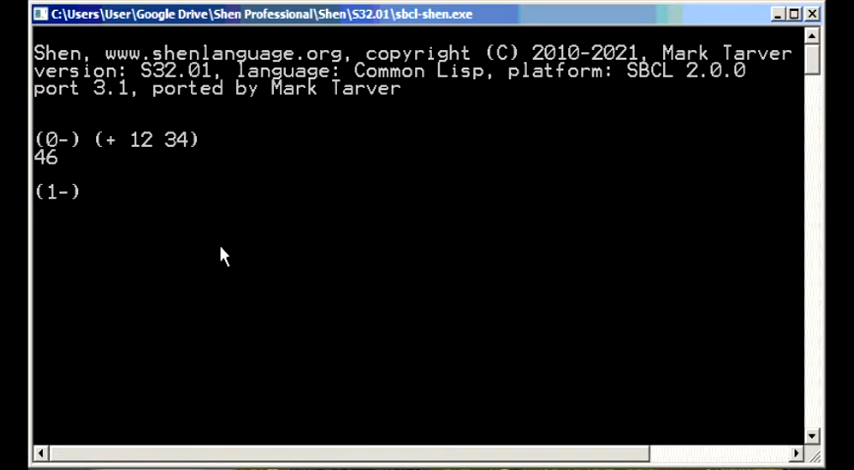 C:\Users\User\Google Drive\Shen Professional\Shen\S32.01\sbcl-shen.exe
Shen, www.shenlanguage.org, copyright (C) 2010-2021, Mark Tarver
version: S32.01, language: Common Lisp, platform: SBCL 2.0.0
port 3.1, ported by Mark Tarver
(0-) (+ 12 34)
46
(1-)